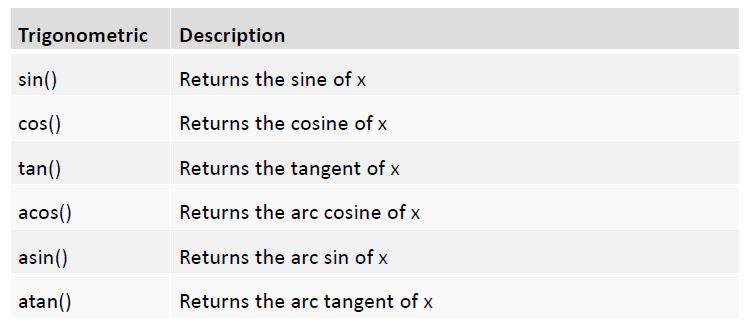 Trigonometric Description
sin() Returns the sine of x
cos() Returns the cosine of x
tan() Returns the tangent of x
acos() Returns the arc cosine of x
asin() Returns the arc sin of x
atan() Returns the arc tangent of x